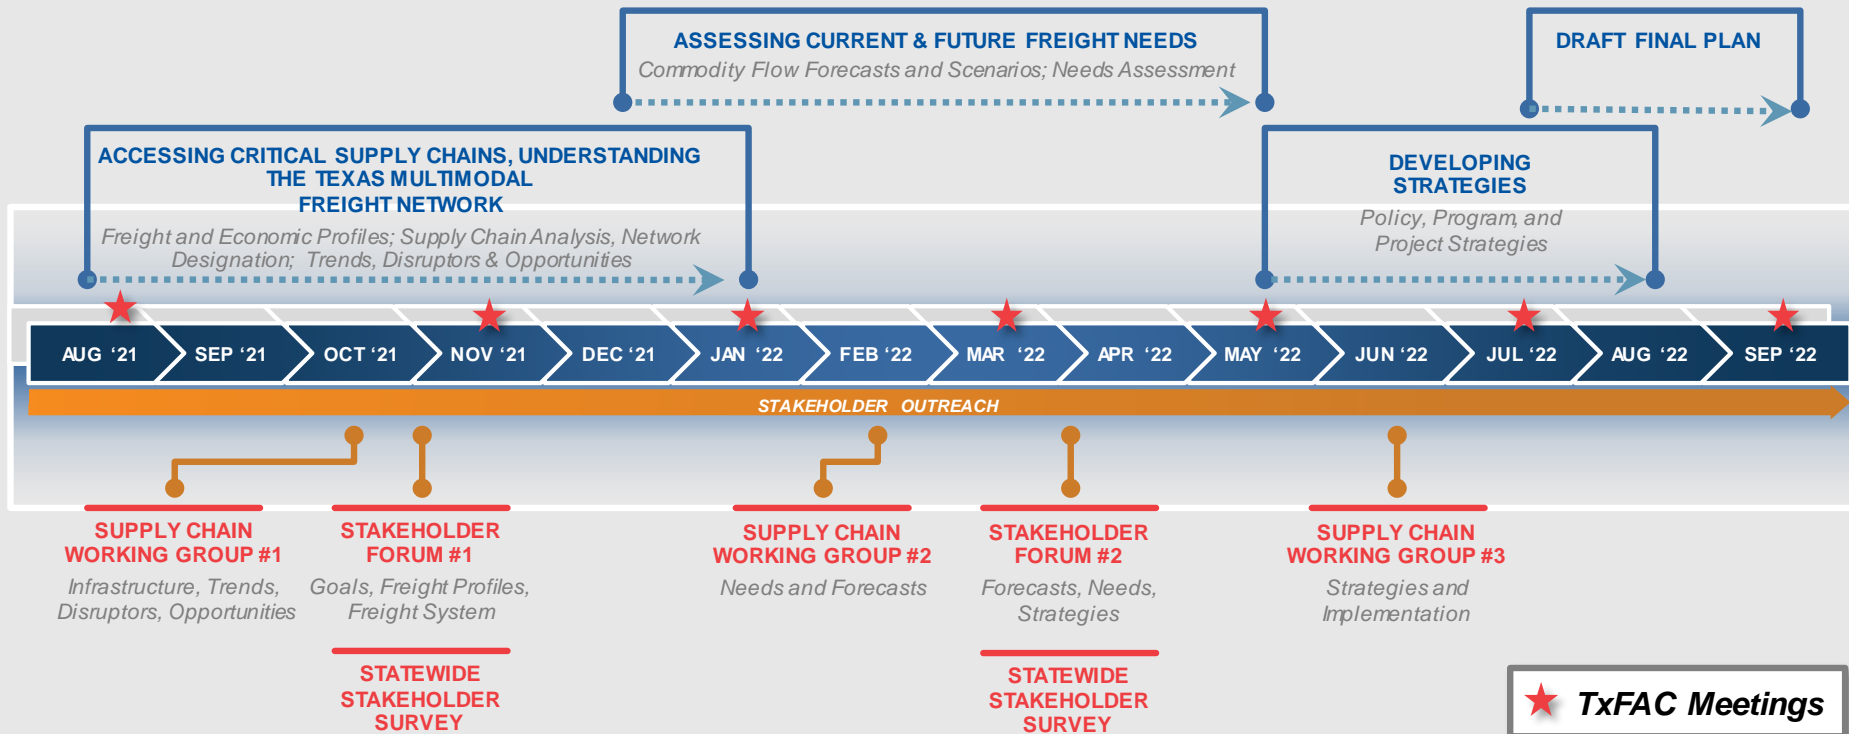 ASSESSING CURRENT & FUTURE FREIGHT NEEDS
Commodity Flow Forecasts and Scenarios; Needs Assessment
DRAFT FINAL PLAN
ACCESSING CRITICAL SUPPLY CHAINS, UNDERSTANDING
THE TEXAS MULTIMODAL
FREIGHT NETWORK
Freight and Economic Profiles; Supply Chain Analysis, Network
Designation; Trends, Disruptors & Opportunities
DEVELOPING
STRATEGIES
Policy, Program, and
Project Strategies
AUG ‘21
SEP ‘21
OCT ‘21
NOV ‘21
DEC ‘21
JAN ‘22
FEB ‘22
MAR ‘22
APR ‘22
MAY ‘22
JUN ‘22
JUL ‘22
AUG ‘22
SEP ‘22
STAKEHOLDER OUTREACH
SUPPLY CHAIN
WORKING GROUP #1
Infrastructure, Trends,
Disruptors, Opportunities
STAKEHOLDER
FORUM #1
Goals, Freight Profiles,
Freight System
STATEWIDE
STAKEHOLDER
SURVEY
SUPPLY CHAIN
WORKING GROUP #2
Needs and Forecasts
STAKEHOLDER
FORUM #2
Forecasts, Needs,
Strategies
STATEWIDE
STAKEHOLDER
SURVEY
SUPPLY CHAIN
WORKING GROUP #3
Strategies and
Implementation
TxFAC Meetings